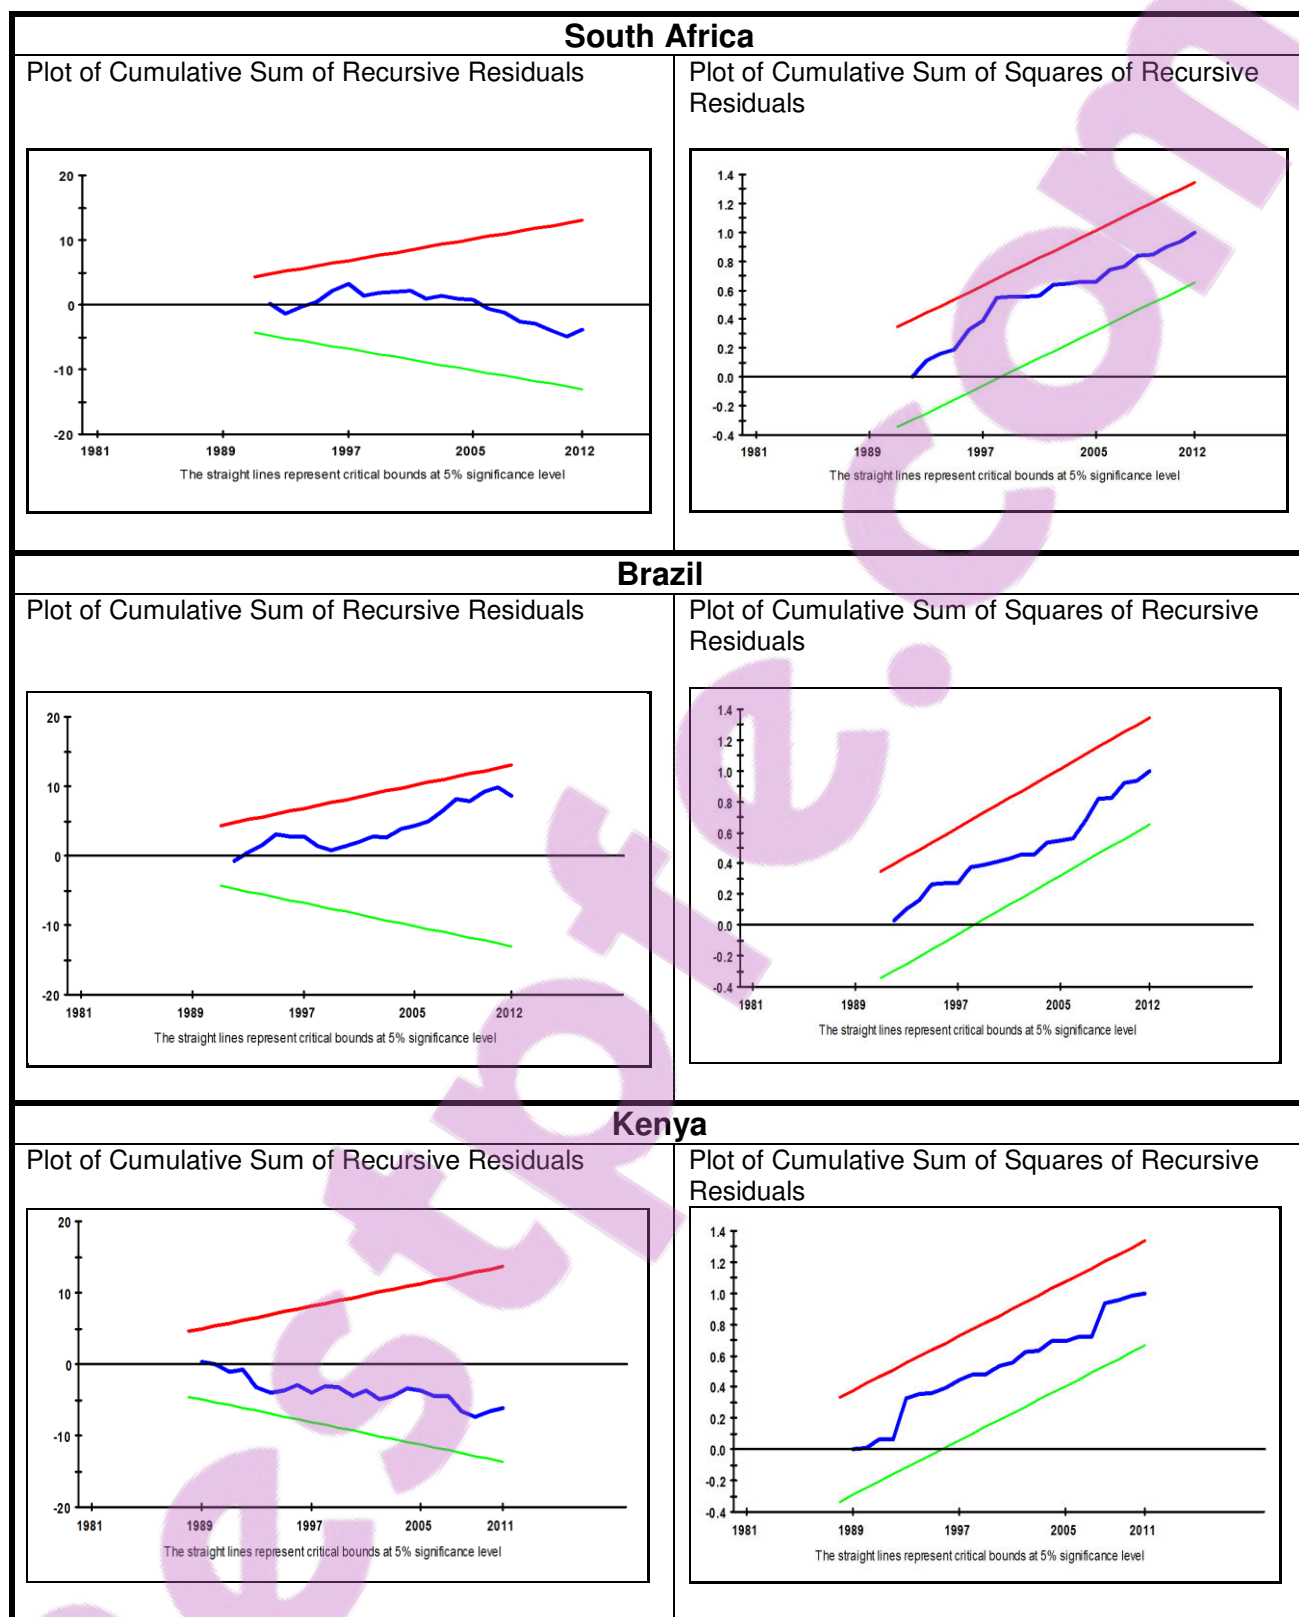 South Africa
Plot of Cumulative Sum of Recursive Residuals
20
10
0
-10
-20
1981 1989 1997 2005 2012
The straight lines represent critical bounds at 5% significance level
Plot of Cumulative Sum of Squares of Recursive
Residuals
1.4
1.2
1.0
0.8
0.6
0.4
0.2
0.0
-0.2
-0.4
1981 1989 1997 2005 2012
The straight lines represent critical bounds at 5% significance level
Brazil
Plot of Cumulative Sum of Recursive Residuals
20
10
0
-10
-20
1981 1989 1997 2005 2012
The straight lines represent critical bounds at 5% significance level
Plot of Cumulative Sum of Squares of Recursive
Residuals
1.4
1.2
1.0
0.8
0.6
0.4
0.2
0.0
-0.2
-0.4
1981 1989 1997 2005 2012
The straight lines represent critical bounds at 5% significance level
Kenya
Plot of Cumulative Sum of Recursive Residuals
20
10
0
-10
-20
1981 1989 1997 2005 2011
The straight lines represent critical bounds at 5% significance level
Plot of Cumulative Sum of Squares of Recursive
Residuals
1.4
1.2
1.0
0.8
0.6
0.4
0.2
0.0
-0.2
-0.4
1981 1989 1997 2005 2011
The straight lines represent critical bounds at 5% significance level
estpfe.com